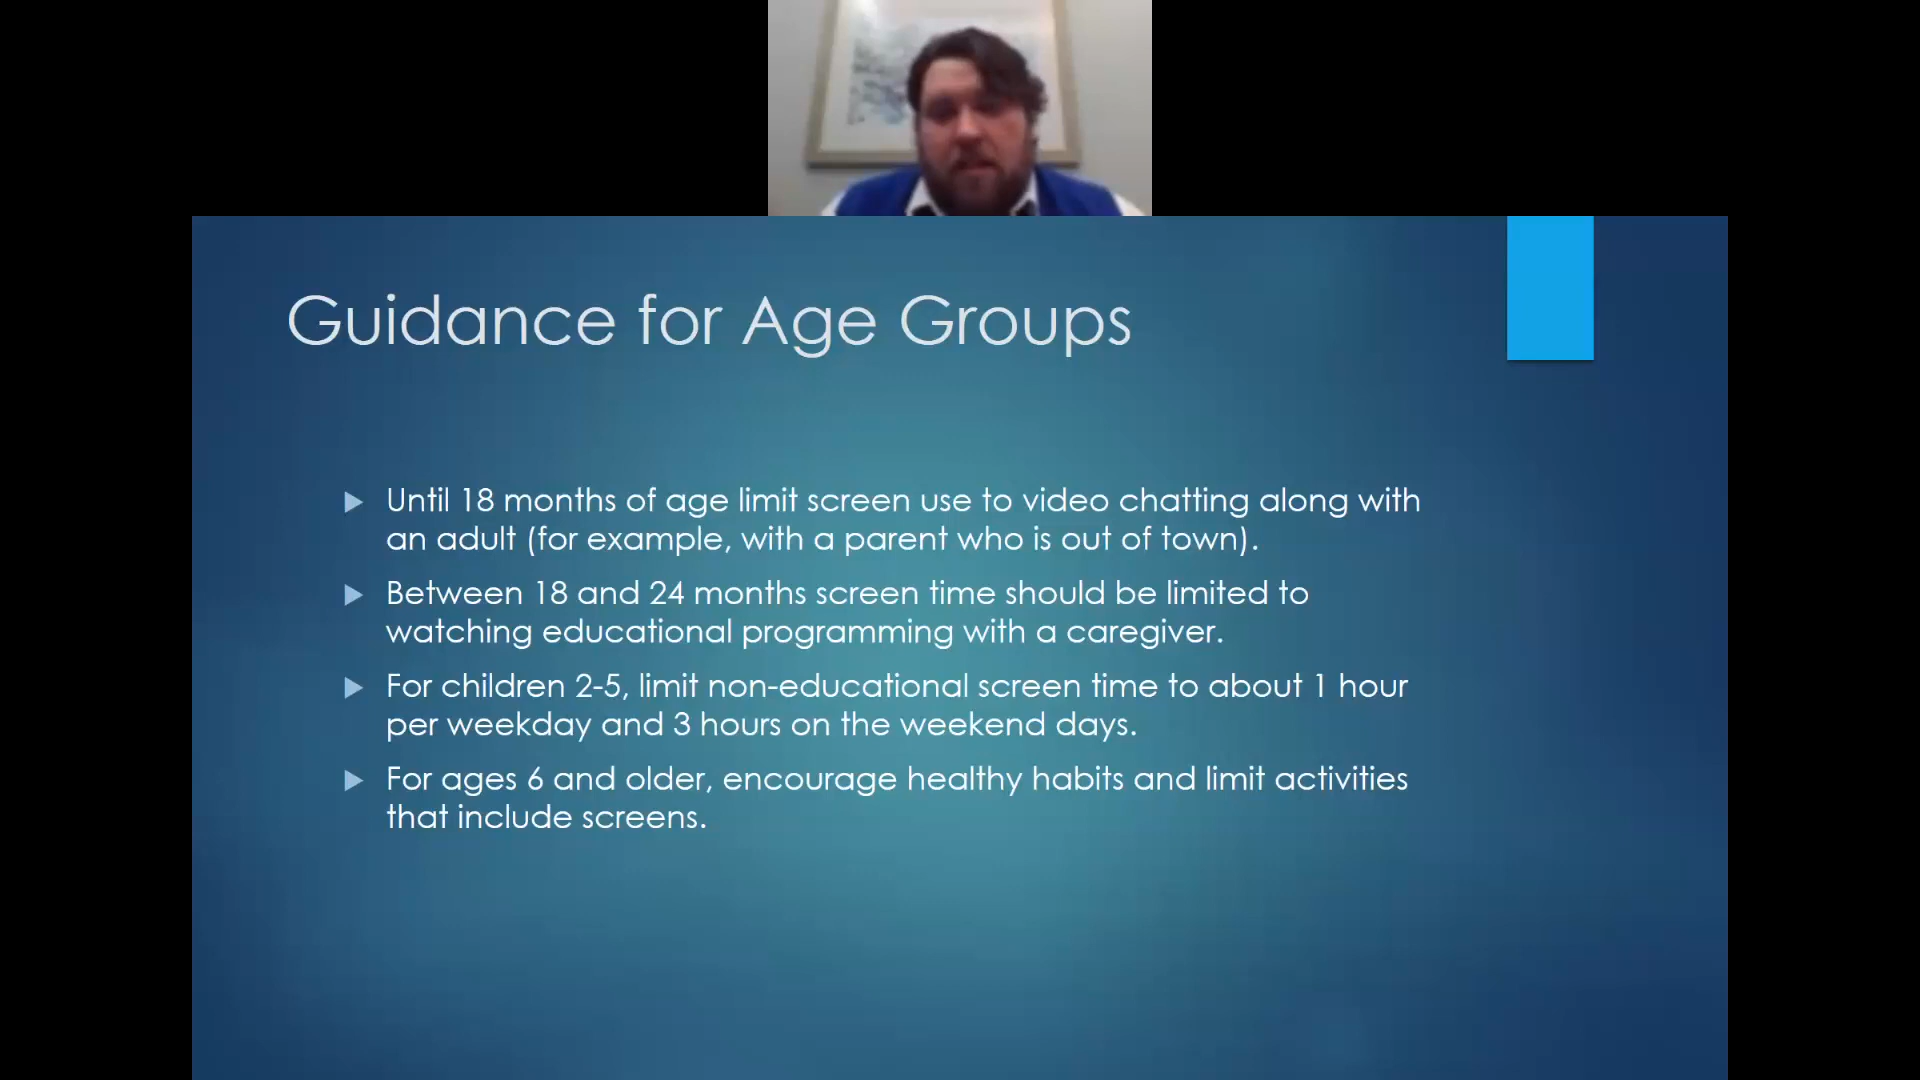 Guidance for Age Groups
Until 18 months of age limit screen use to video chatting along with
an adult (for example, with a parent who is out of town).
Between 18 and 24 months screen time should be limited to
watching educational programming with a caregiver.
For children 2-5, limit non-educational screen time to about 1 hour
per weekday and 3 hours on the weekend days.
For ages 6 and older, encourage healthy habits and limit activities
that include screens.